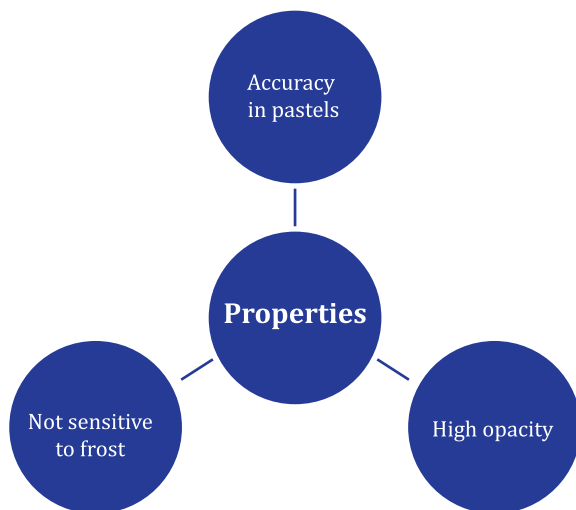 Accuracy
in pastels
Properties
Not sensitive
to frost
High opacity